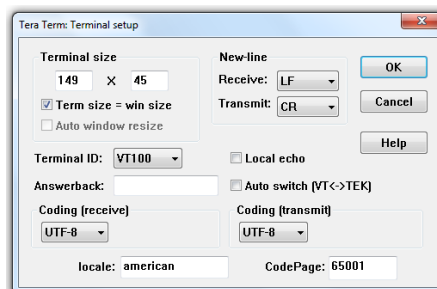 Tera Term: Terminal setup
Terminal size
149 X 45
Term size = win size
Auto window resize
New-line
Receive: LF
Transmit: CR
OK
Cancel
Help
Terminal ID: VT100
Local echo
Answerback:
Auto switch (VT<->TEK)
Coding (receive)
UTF-8
Coding (transmit)
UTF-8
locale: american
CodePage: 65001